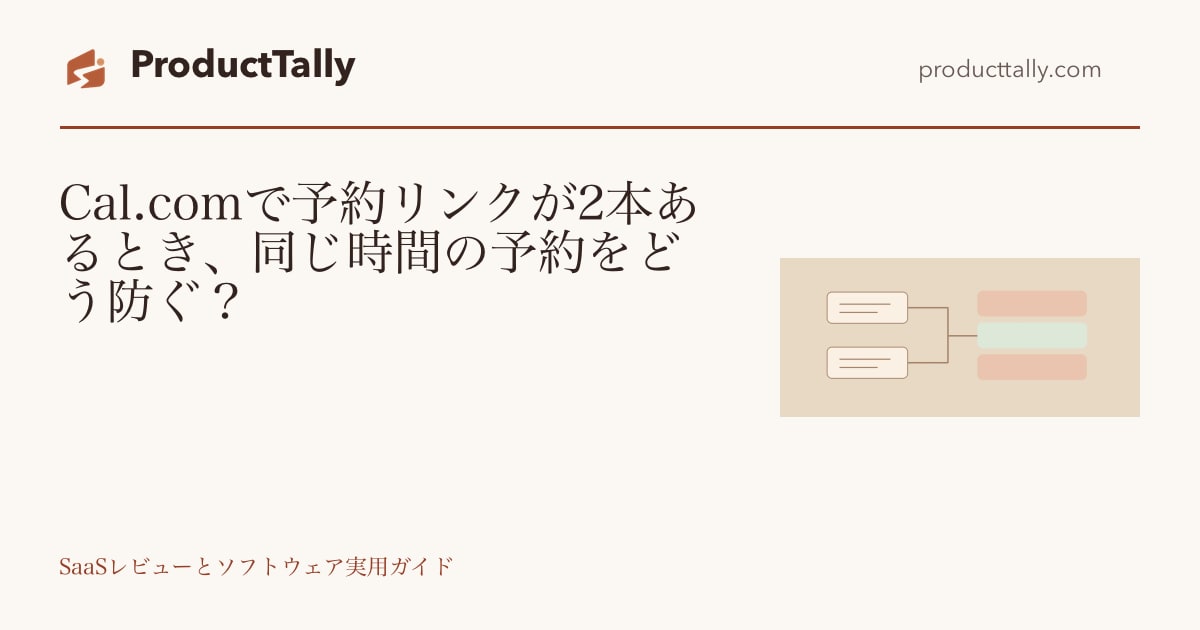 ProductTally
producttally.com
Cal.comで予約リンクが2本あ
るとき、同じ時間の予約をど
う防ぐ？
SaaSレビューとソフトウェア実用ガイド